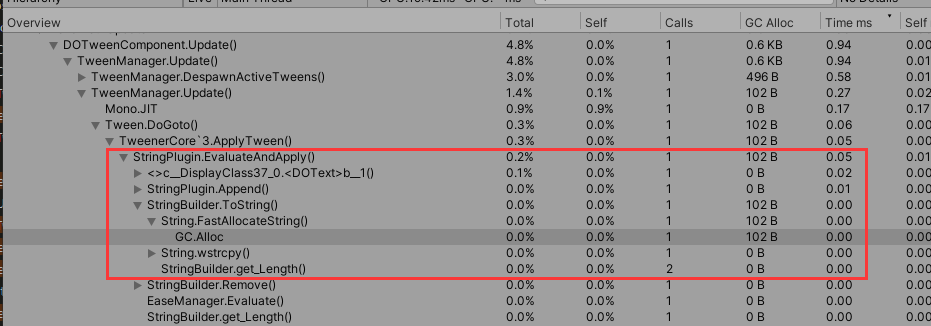 Overview Total Self Calls GC Alloc Time ms Self
DOTweenComponent.Update() 4.8% 0.0% 1 0.6 KB 0.94 0.00
TweenManager.Update() 4.8% 0.0% 1 0.6 KB 0.94 0.01
TweenManager.DespawnActiveTweens() 3.0% 0.0% 1 496 B 0.58 0.01
TweenManager.Update() 1.4% 0.1% 1 102 B 0.27 0.02
Mono.JIT 0.9% 0.9% 1 0 B 0.17 0.17
Tween.DoGoto() 0.3% 0.0% 1 102 B 0.06 0.00
TweenerCore`3.ApplyTween() 0.3% 0.0% 1 102 B 0.05 0.00
StringPlugin.EvaluateAndApply() 0.2% 0.0% 1 102 B 0.05 0.01
<>c__DisplayClass37_0.<DOText>b__1() 0.1% 0.0% 1 0 B 0.02 0.00
StringPlugin.Append() 0.0% 0.0% 1 0 B 0.01 0.00
StringBuilder.ToString() 0.0% 0.0% 1 102 B 0.00 0.00
String.FastAllocateString() 0.0% 0.0% 1 102 B 0.00 0.00
GC.Alloc 0.0% 0.0% 1 102 B 0.00 0.00
String.wstrcpy() 0.0% 0.0% 1 0 B 0.00 0.00
StringBuilder.get_Length() 0.0% 0.0% 2 0 B 0.00 0.00
StringBuilder.Remove() 0.0% 0.0% 1 0 B 0.00 0.00
EaseManager.Evaluate() 0.0% 0.0% 1 0 B 0.00 0.00
StringBuilder.get_Length() 0.0% 0.0% 1 0 B 0.00 0.00